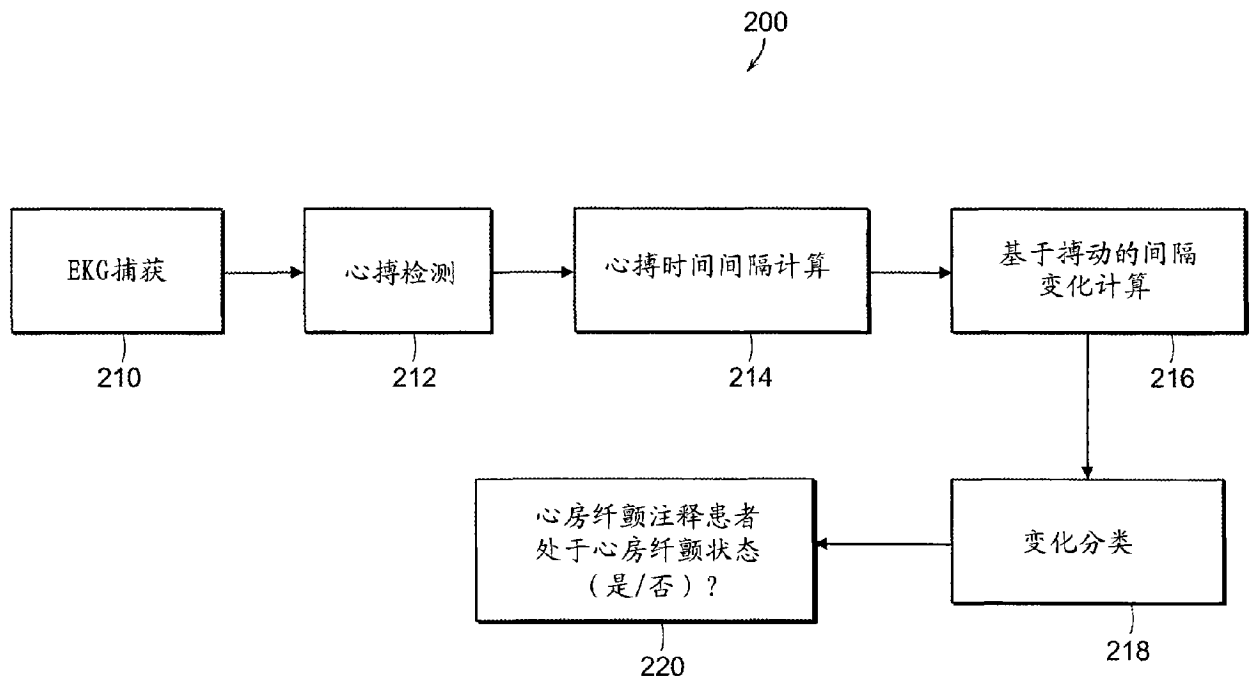 200
EKG捕获
210
心搏检测
212
心搏时间间隔计算
214
基于搏动的间隔
变化计算
216
变化分类
218
心房纤颤注释患者
处于心房纤颤状态
(是/否)?
220